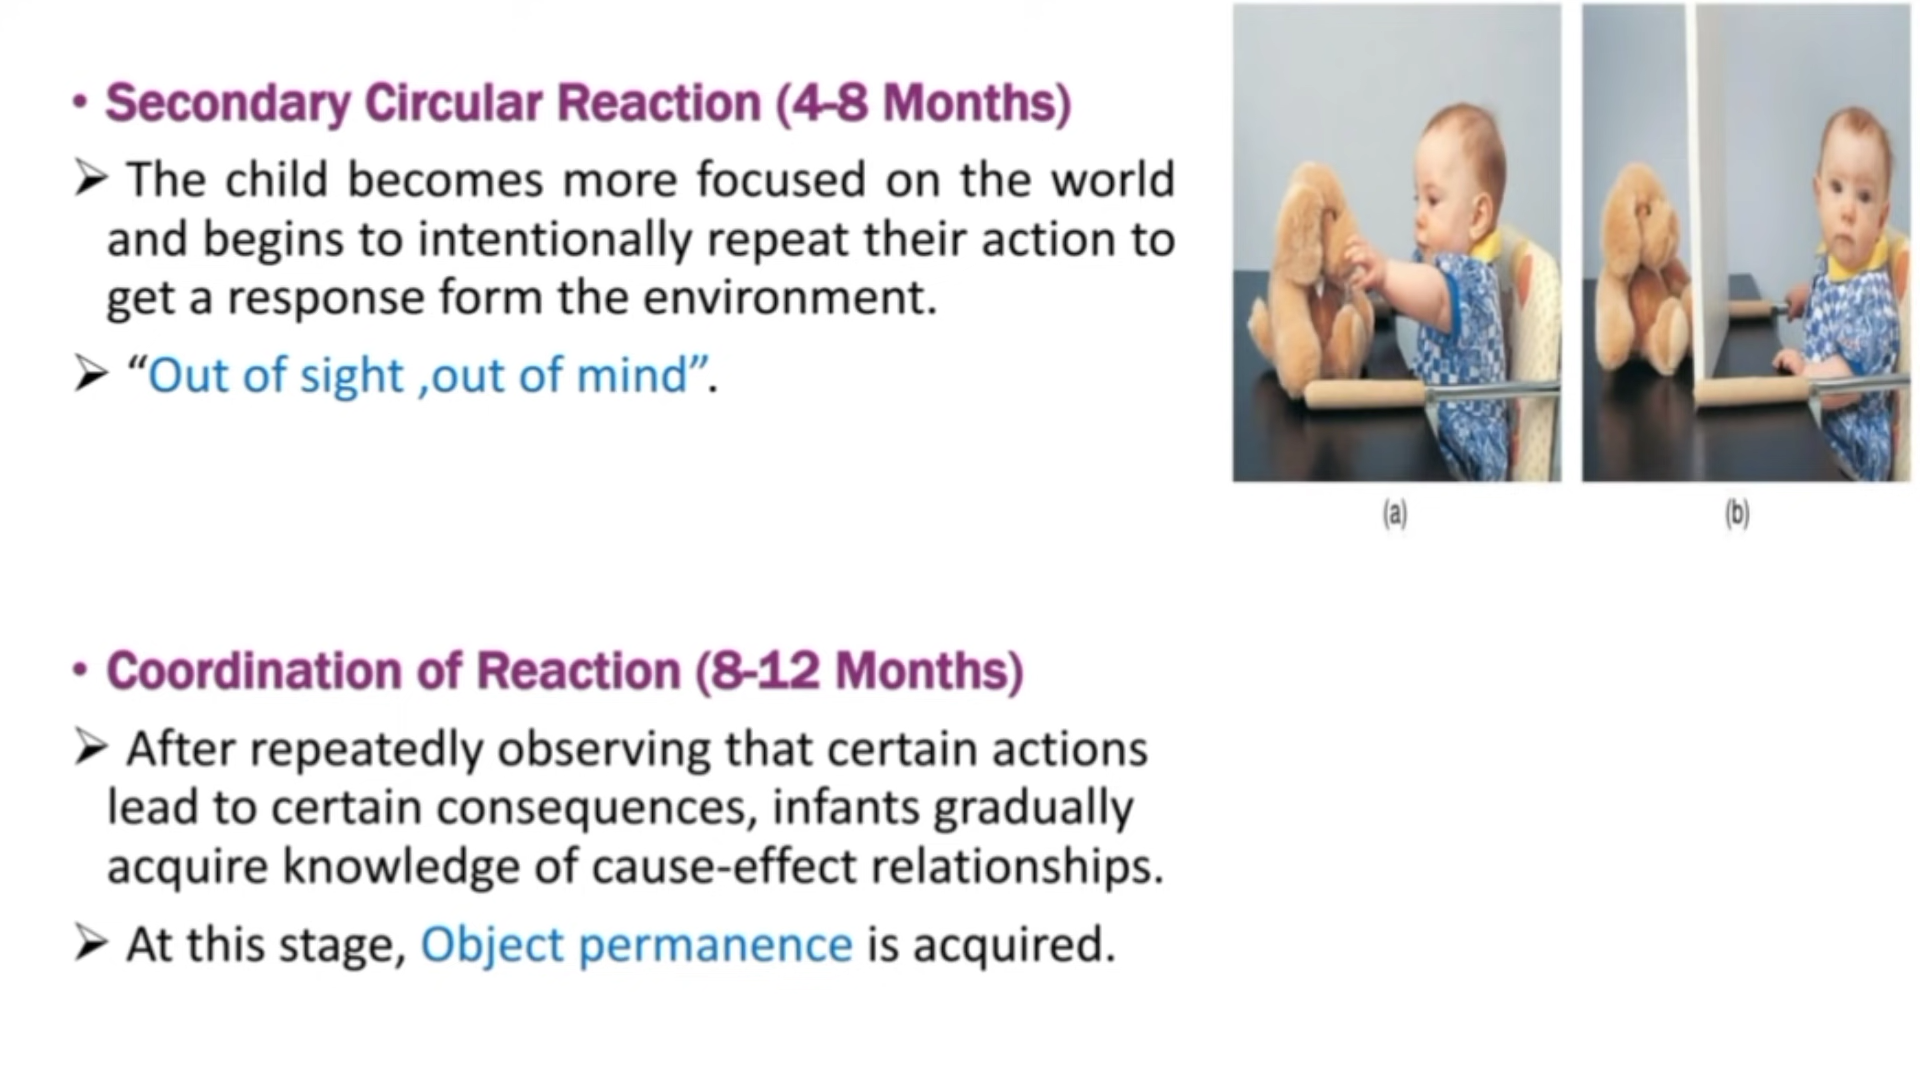 • Secondary Circular Reaction (4-8 Months)
➢ The child becomes more focused on the world
and begins to intentionally repeat their action to
get a response form the environment.
➢ “Out of sight ,out of mind”.
(a)
(b)
• Coordination of Reaction (8-12 Months)
➢ After repeatedly observing that certain actions
lead to certain consequences, infants gradually
acquire knowledge of cause-effect relationships.
➢ At this stage, Object permanence is acquired.